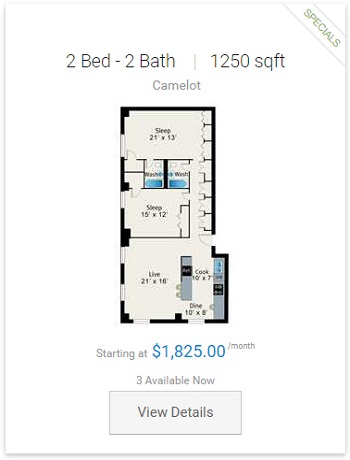 SPECIALS
2 Bed - 2 Bath | 1250 sqft
Camelot
Sleep
21' x 13'
Wash Wash
Sleep
15' x 12'
Live
21' x 16'
Ref
Cook
10' x 7'
Dine
10' x 8'
Starting at $1,825.00 /month
3 Available Now
View Details